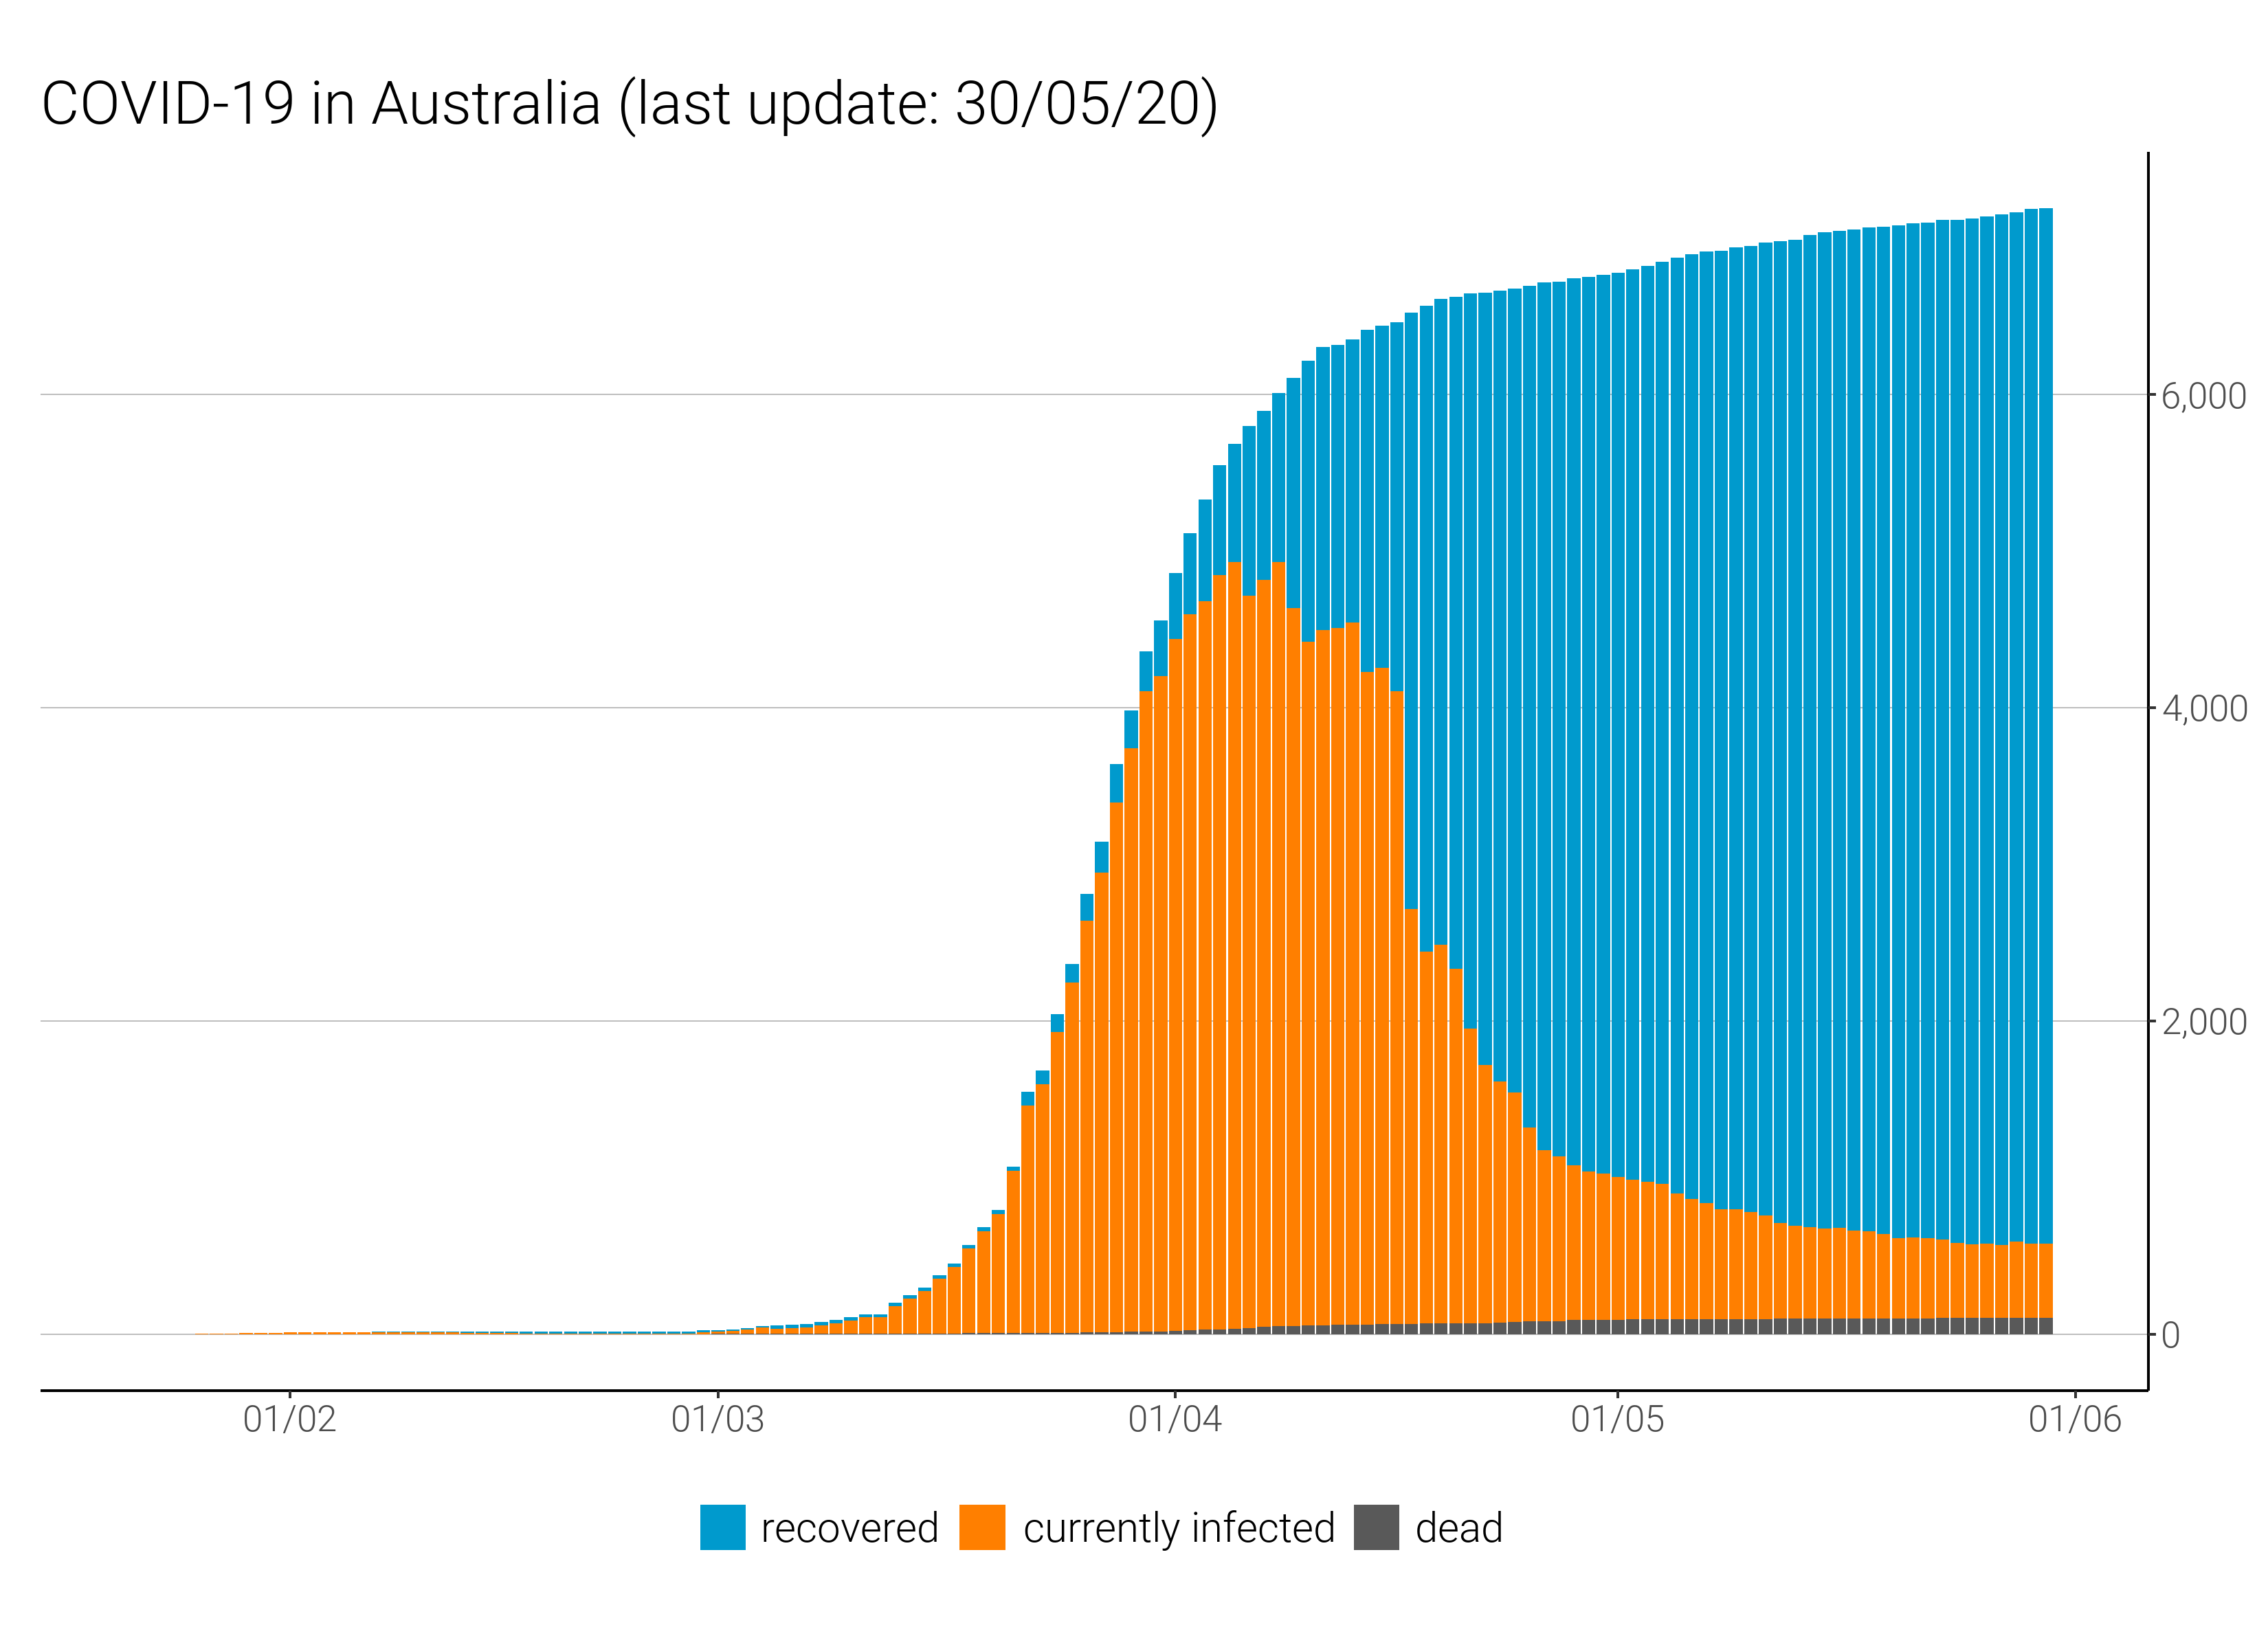 COVID-19 in Australia (last update: 30/05/20)
6,000
4,000
2,000
0
01/02 01/03 01/04 01/05 01/06
recovered currently infected dead